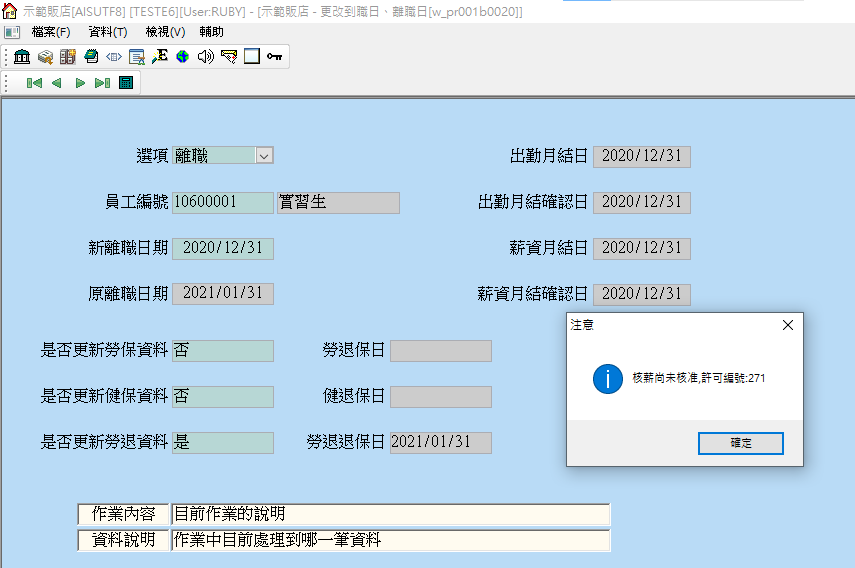 示範販店[AISUTF8] [TESTE6][User:RUBY] - [示範販店 - 更改到職日、離職日[w_pr001b0020]]
檔案(F) 資料(T) 檢視(V) 輔助
選項 離職 出勤月結日 2020/12/31
員工編號 10600001 實習生 出勤月結確認日 2020/12/31
新離職日期 2020/12/31 薪資月結日 2020/12/31
原離職日期 2021/01/31 薪資月結確認日 2020/12/31
是否更新勞保資料 否 勞退保日
是否更新健保資料 否 健退保日
是否更新勞退資料 是 勞退退保日 2021/01/31
注意
核薪尚未核准,許可編號:271
確定
作業內容 目前作業的說明
資料說明 作業中目前處理到哪一筆資料